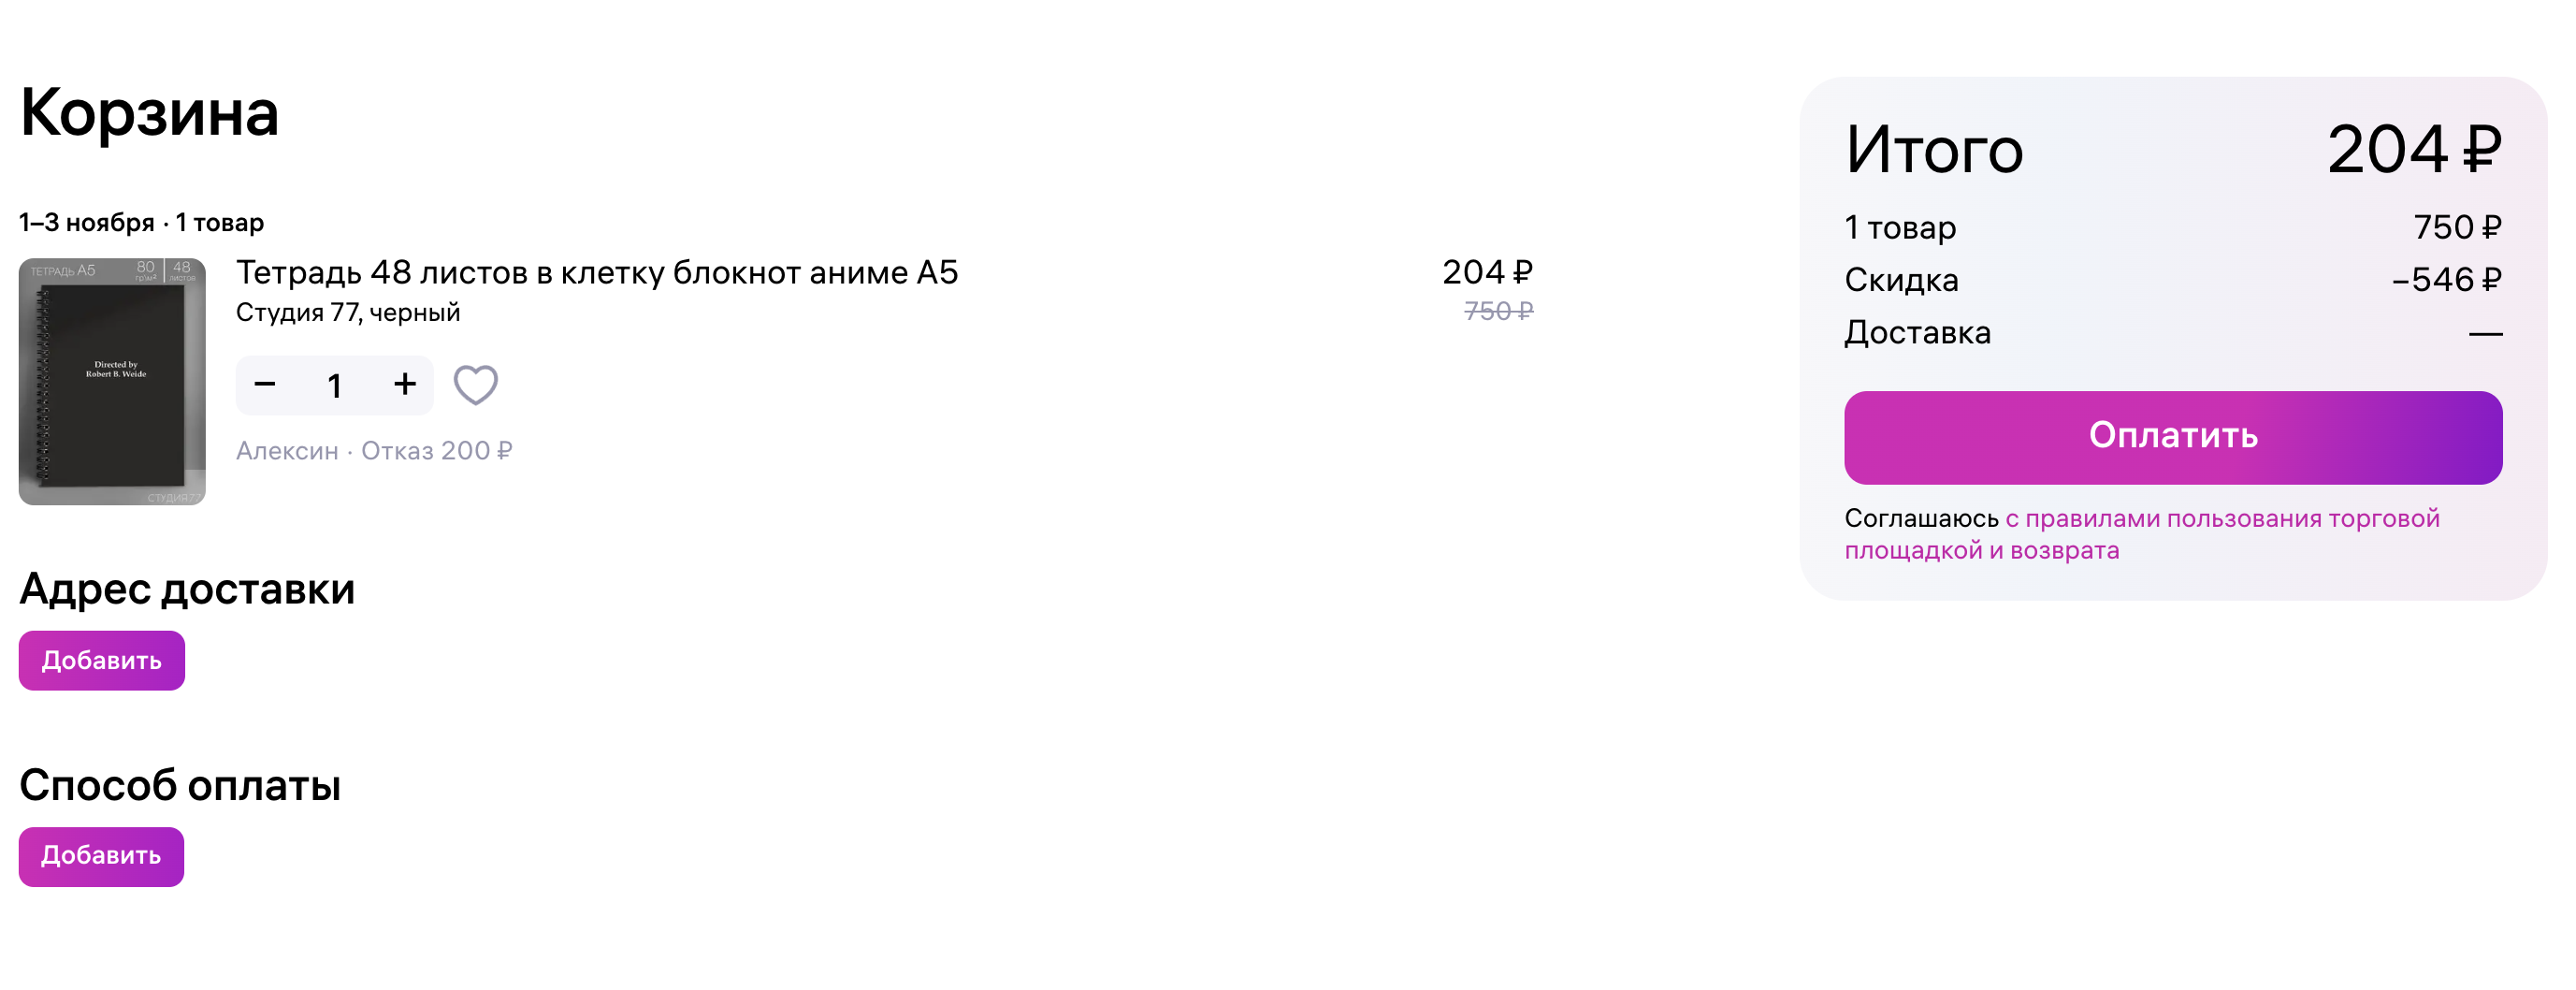 Корзина
1–3 ноября · 1 товар
ТЕТРАДЬ А5
80
гр\м²
48
листов
Directed by
Robert B. Weide
СТУДИЯ 77
Тетрадь 48 листов в клетку блокнот аниме А5
Студия 77, черный
204 ₽
750 ₽
− 1 +
Алексин · Отказ 200 ₽
Адрес доставки
Добавить
Способ оплаты
Добавить
Итого 204 ₽
1 товар 750 ₽
Скидка −546 ₽
Доставка —
Оплатить
Соглашаюсь с правилами пользования торговой
площадкой и возврата